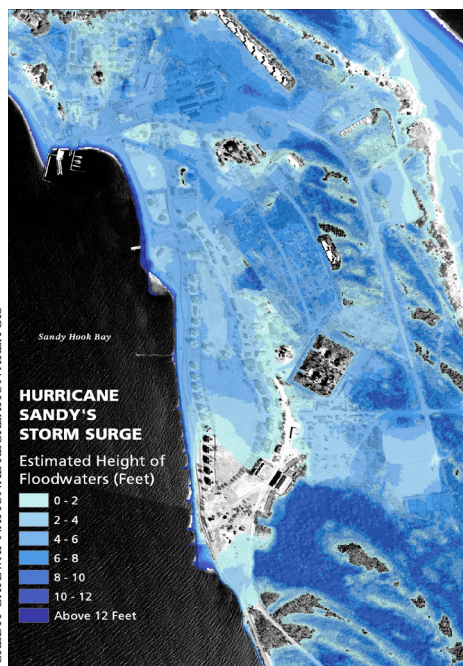 Sandy Hook Bay
HURRICANE
SANDY'S
STORM SURGE
Estimated Height of
Floodwaters (Feet)
0 - 2
2 - 4
4 - 6
6 - 8
8 - 10
10 - 12
Above 12 Feet